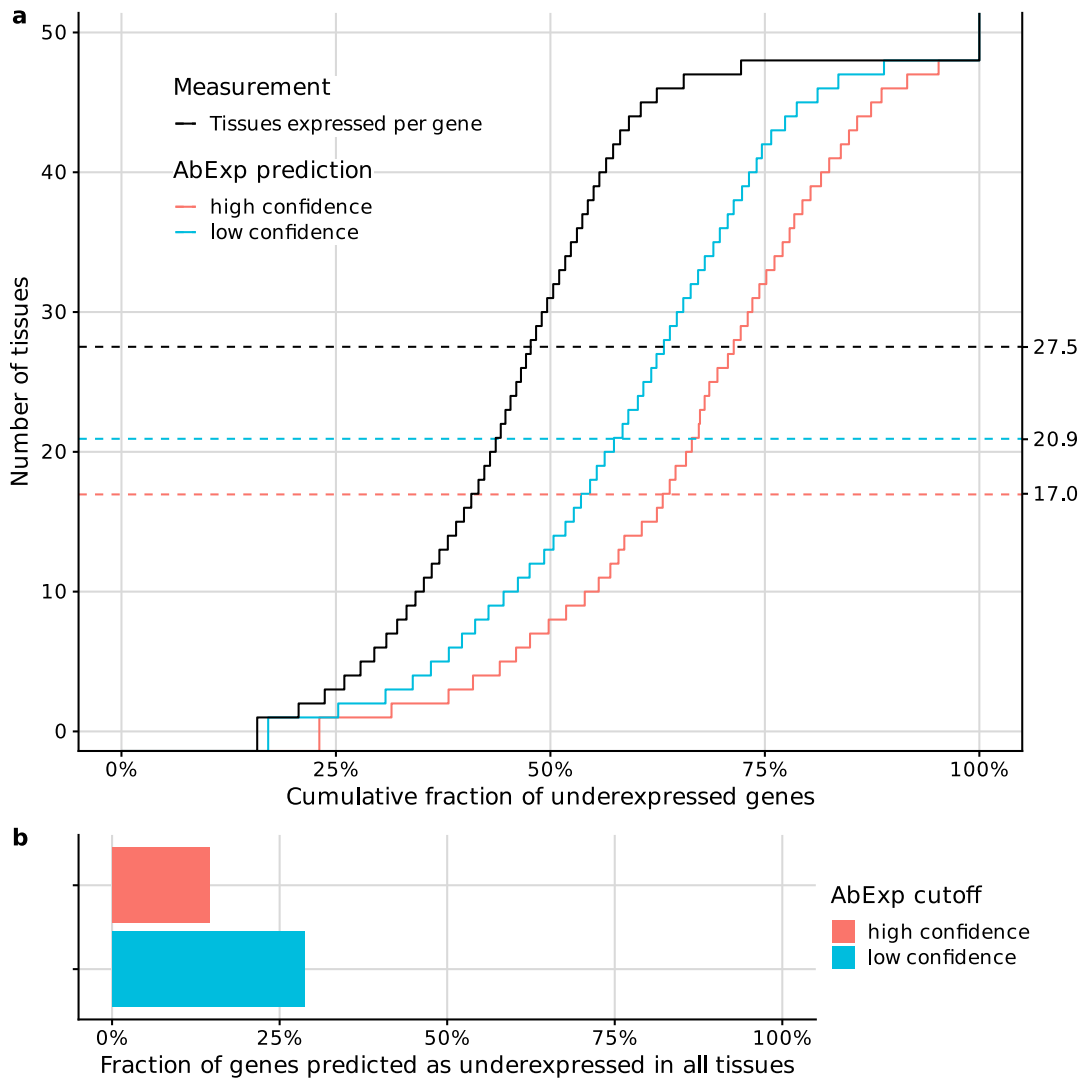 a
50
40
30
20
10
0
Number of tissues
Measurement
Tissues expressed per gene
AbExp prediction
high confidence
low confidence
27.5
20.9
17.0
0%
25%
50%
75%
100%
Cumulative fraction of underexpressed genes
b
AbExp cutoff
high confidence
low confidence
0%
25%
50%
75%
100%
Fraction of genes predicted as underexpressed in all tissues